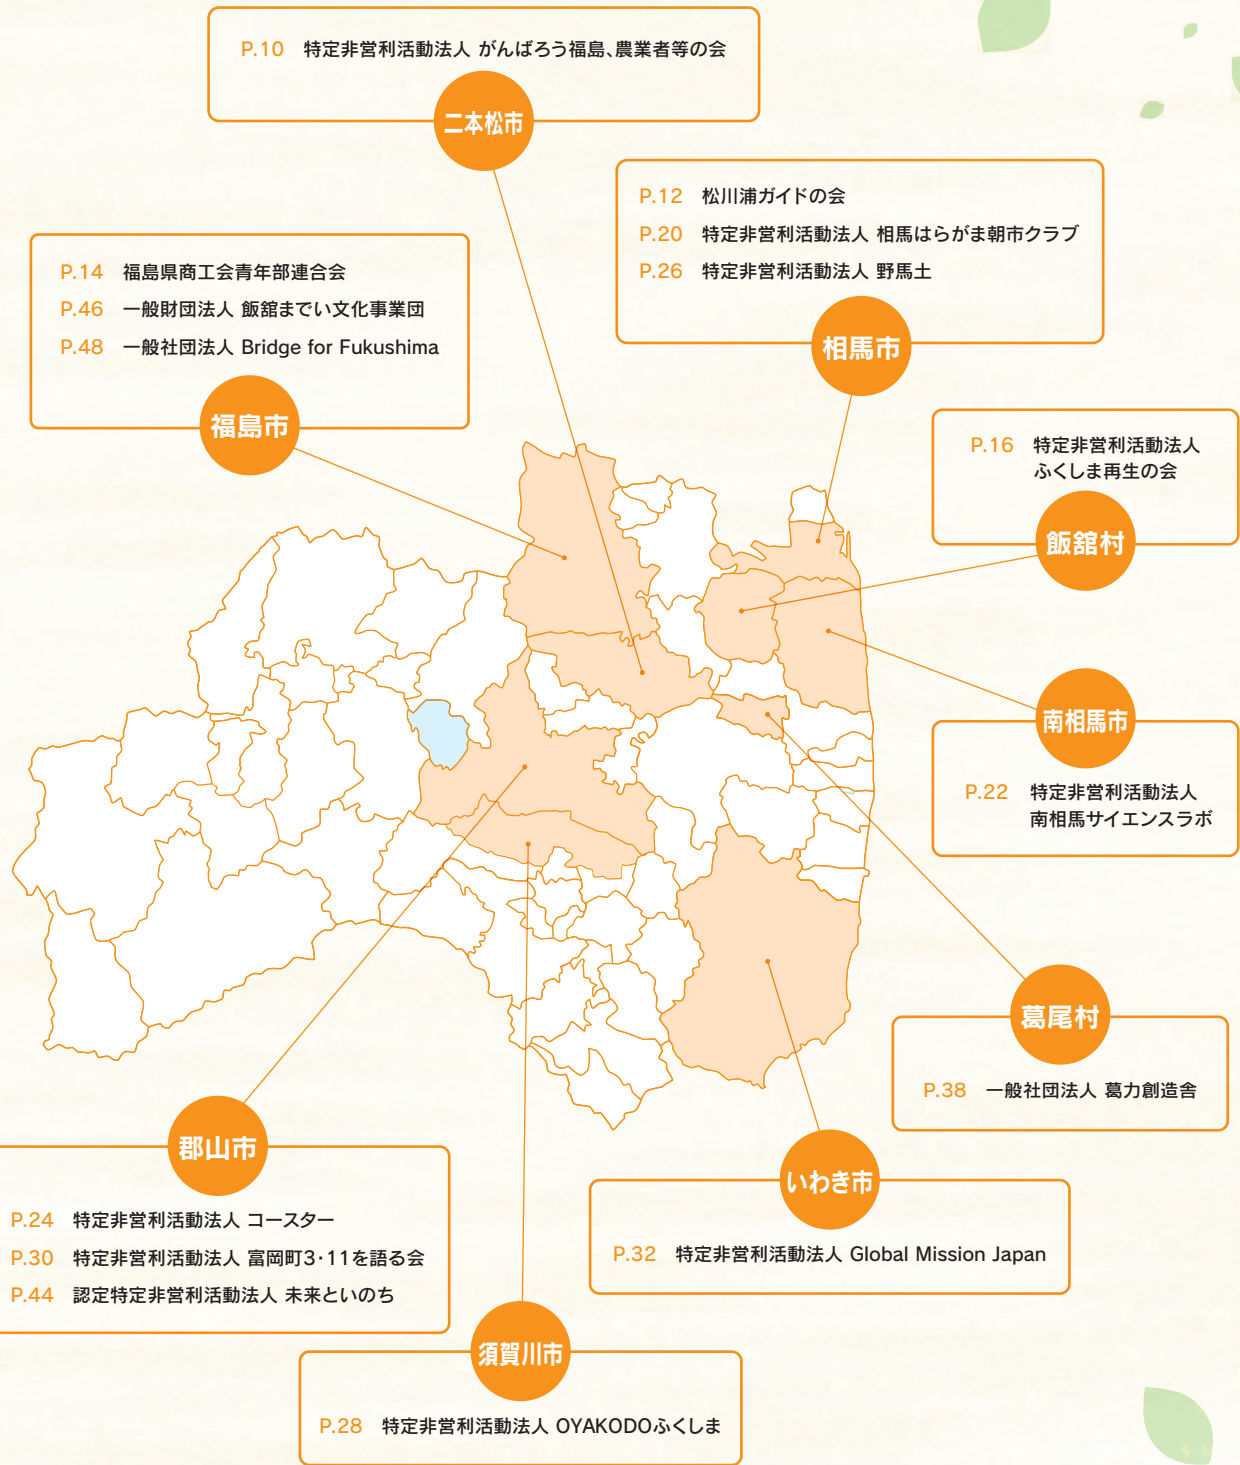 P.10 特定非営利活動法人 がんばろう福島、農業者等の会
二本松市
P.12 松川浦ガイドの会
P.20 特定非営利活動法人 相馬はらがま朝市クラブ
P.26 特定非営利活動法人 野馬土
相馬市
P.14 福島県商工会青年部連合会
P.46 一般財団法人 飯舘までい文化事業団
P.48 一般社団法人 Bridge for Fukushima
福島市
P.16 特定非営利活動法人
ふくしま再生の会
飯舘村
南相馬市
P.22 特定非営利活動法人
南相馬サイエンスラボ
葛尾村
P.38 一般社団法人 葛力創造舎
郡山市
P.24 特定非営利活動法人 コースター
P.30 特定非営利活動法人 富岡町3・11を語る会
P.44 認定特定非営利活動法人 未来といのち
いわき市
P.32 特定非営利活動法人 Global Mission Japan
須賀川市
P.28 特定非営利活動法人 OYAKODOふくしま